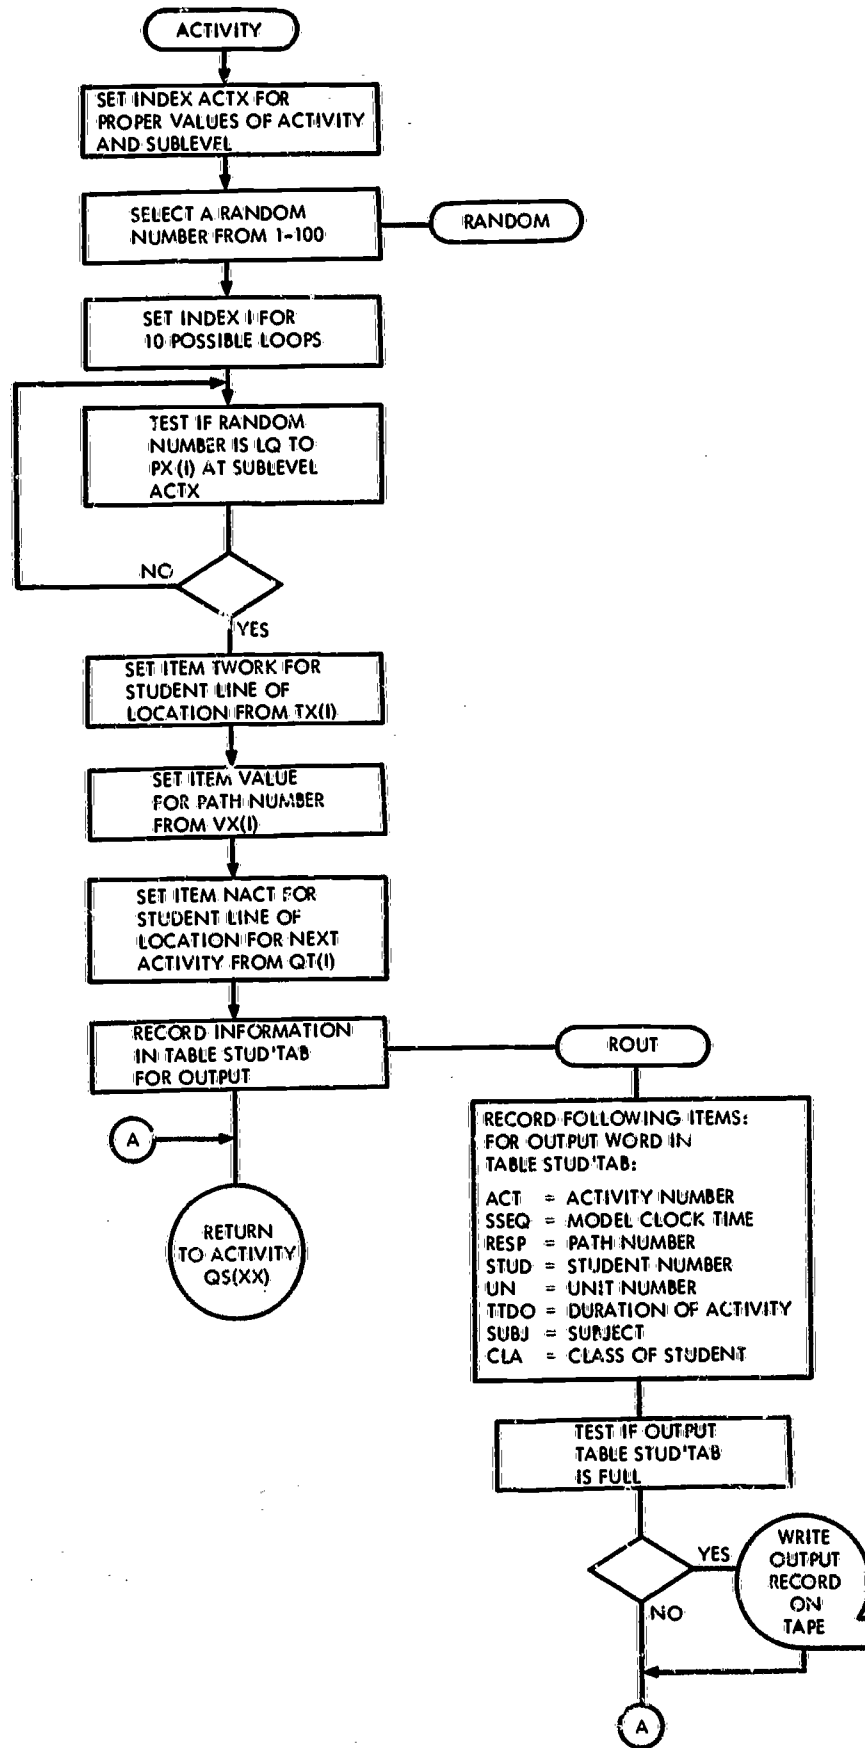 ACTIVITY
SET INDEX ACTX FOR
PROPER VALUES OF ACTIVITY
AND SUBLEVEL
SELECT A RANDOM
NUMBER FROM 1-100
RANDOM
SET INDEX I FOR
10 POSSIBLE LOOPS
TEST IF RANDOM
NUMBER IS LQ TO
PX(I) AT SUBLEVEL
ACTX
NO
YES
SET ITEM TWORK FOR
STUDENT LINE OF
LOCATION FROM TX(I)
SET ITEM VALUE
FOR PATH NUMBER
FROM VX(I)
SET ITEM NACT FOR
STUDENT LINE OF
LOCATION FOR NEXT
ACTIVITY FROM QT(I)
RECORD INFORMATION
IN TABLE STUD'TAB
FOR OUTPUT
ROUT
A
RETURN
TO ACTIVITY
QS(XX)
RECORD FOLLOWING ITEMS:
FOR OUTPUT WORD IN
TABLE STUD'TAB:
ACT = ACTIVITY NUMBER
SSEQ = MODEL CLOCK TIME
RESP = PATH NUMBER
STUD = STUDENT NUMBER
UN = UNIT NUMBER
TTDO = DURATION OF ACTIVITY
SUBJ = SUBJECT
CLA = CLASS OF STUDENT
TEST IF OUTPUT
TABLE STUD'TAB
IS FULL
YES
NO
WRITE
OUTPUT
RECORD
ON
TAPE
A